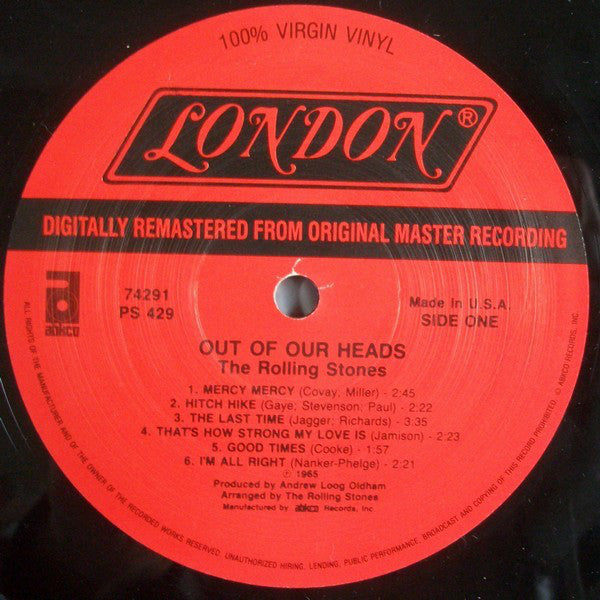 100% VIRGIN VINYL
LONDON®
DIGITALLY REMASTERED FROM ORIGINAL MASTER RECORDING
abkco
74291
PS 429
Made in U.S.A.
SIDE ONE
OUT OF OUR HEADS
The Rolling Stones
1. MERCY MERCY (Covay; Miller) - 2:45
2. HITCH HIKE (Gaye; Stevenson; Paul) - 2:22
3. THE LAST TIME (Jagger; Richards) - 3:35
4. THAT'S HOW STRONG MY LOVE IS (Jamison) - 2:23
5. GOOD TIMES (Cooke) - 1:57
6. I'M ALL RIGHT (Nanker-Phelge) - 2:21
℗ 1965
Produced by Andrew Loog Oldham
Arranged by The Rolling Stones
Manufactured by abkco Records, Inc
ALL RIGHTS OF THE MANUFACTURER AND OF THE OWNER OF THE RECORDED WORKS RESERVED. UNAUTHORIZED HIRING, LENDING, PUBLIC PERFORMANCE, BROADCAST AND COPYING OF THIS RECORD PROHIBITED. © ABKCO RECORDS, INC.